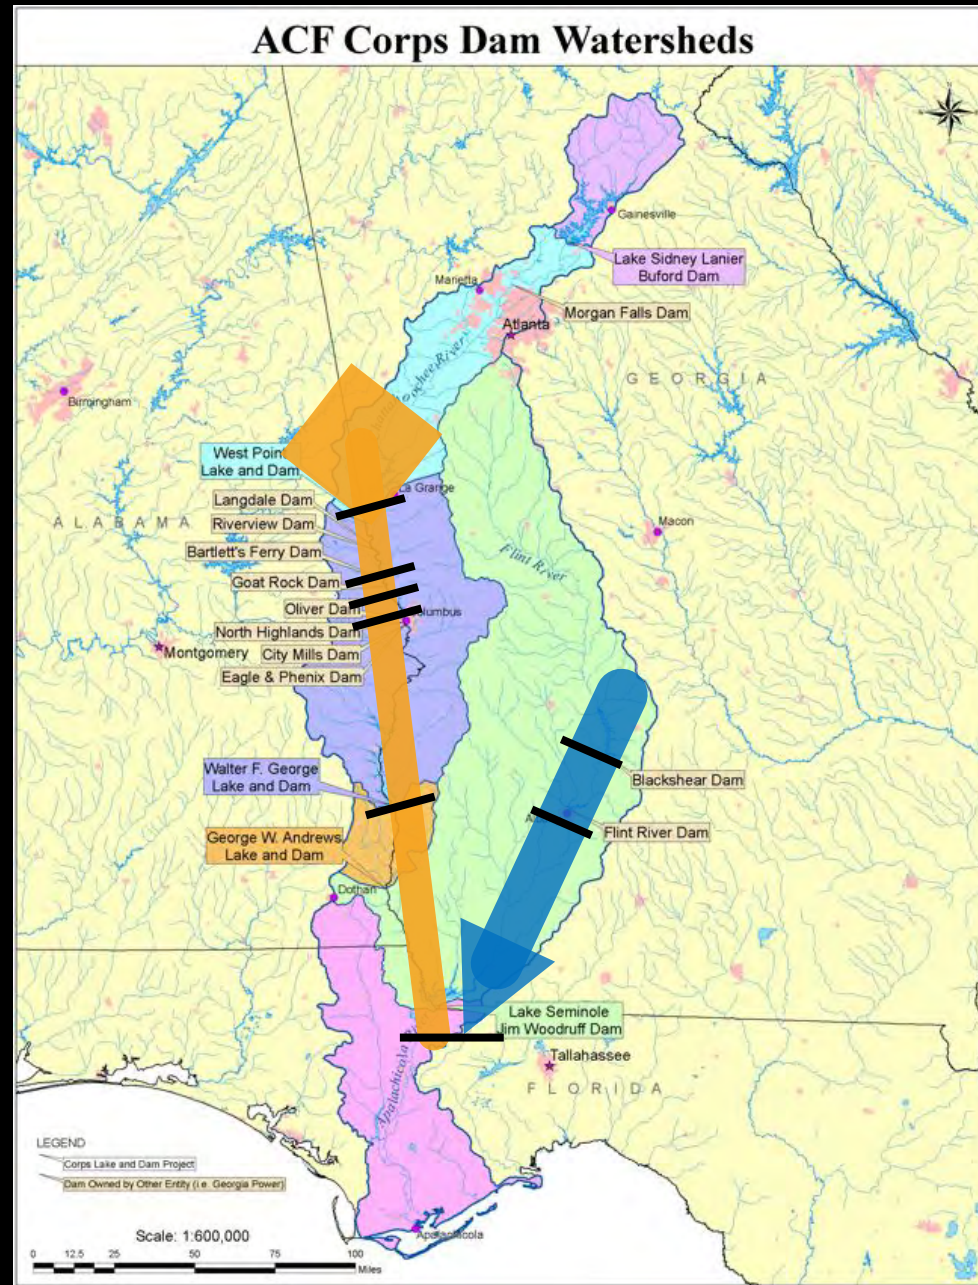 ACF Corps Dam Watersheds
Gainesville
Lake Sidney Lanier
Buford Dam
Marietta
Morgan Falls Dam
Atlanta
GEORGIA
Birmingham
West Point
Lake and Dam
La Grange
Langdale Dam
ALABAMA
Riverview Dam
Macon
Bartlett's Ferry Dam
Flint River
Goat Rock Dam
Oliver Dam
North Highlands Dam
Montgomery
City Mills Dam
Eagle & Phenix Dam
Walter F. George
Lake and Dam
Blackshear Dam
Flint River Dam
George W. Andrews
Lake and Dam
Dothan
Lake Seminole
Jim Woodruff Dam
Tallahassee
FLORIDA
Apalachicola
LEGEND
Corps Lake and Dam Project
Dam Owned by Other Entity (i.e. Georgia Power)
Scale: 1:600,000
Apalachicola
0 12.5 25 50 75 100
Miles